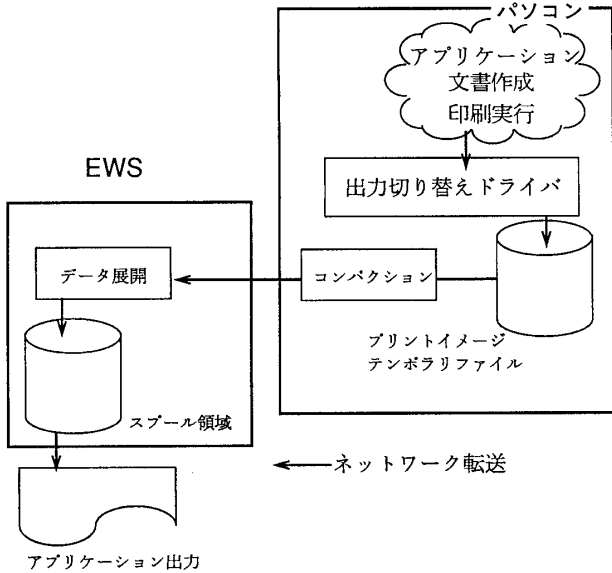 パソコン
アプリケーション
文書作成
印刷実行
出力切り替えドライバ
EWS
データ展開
コンパクション
プリントイメージ
テンポラリファイル
スプール領域
ネットワーク転送
アプリケーション出力